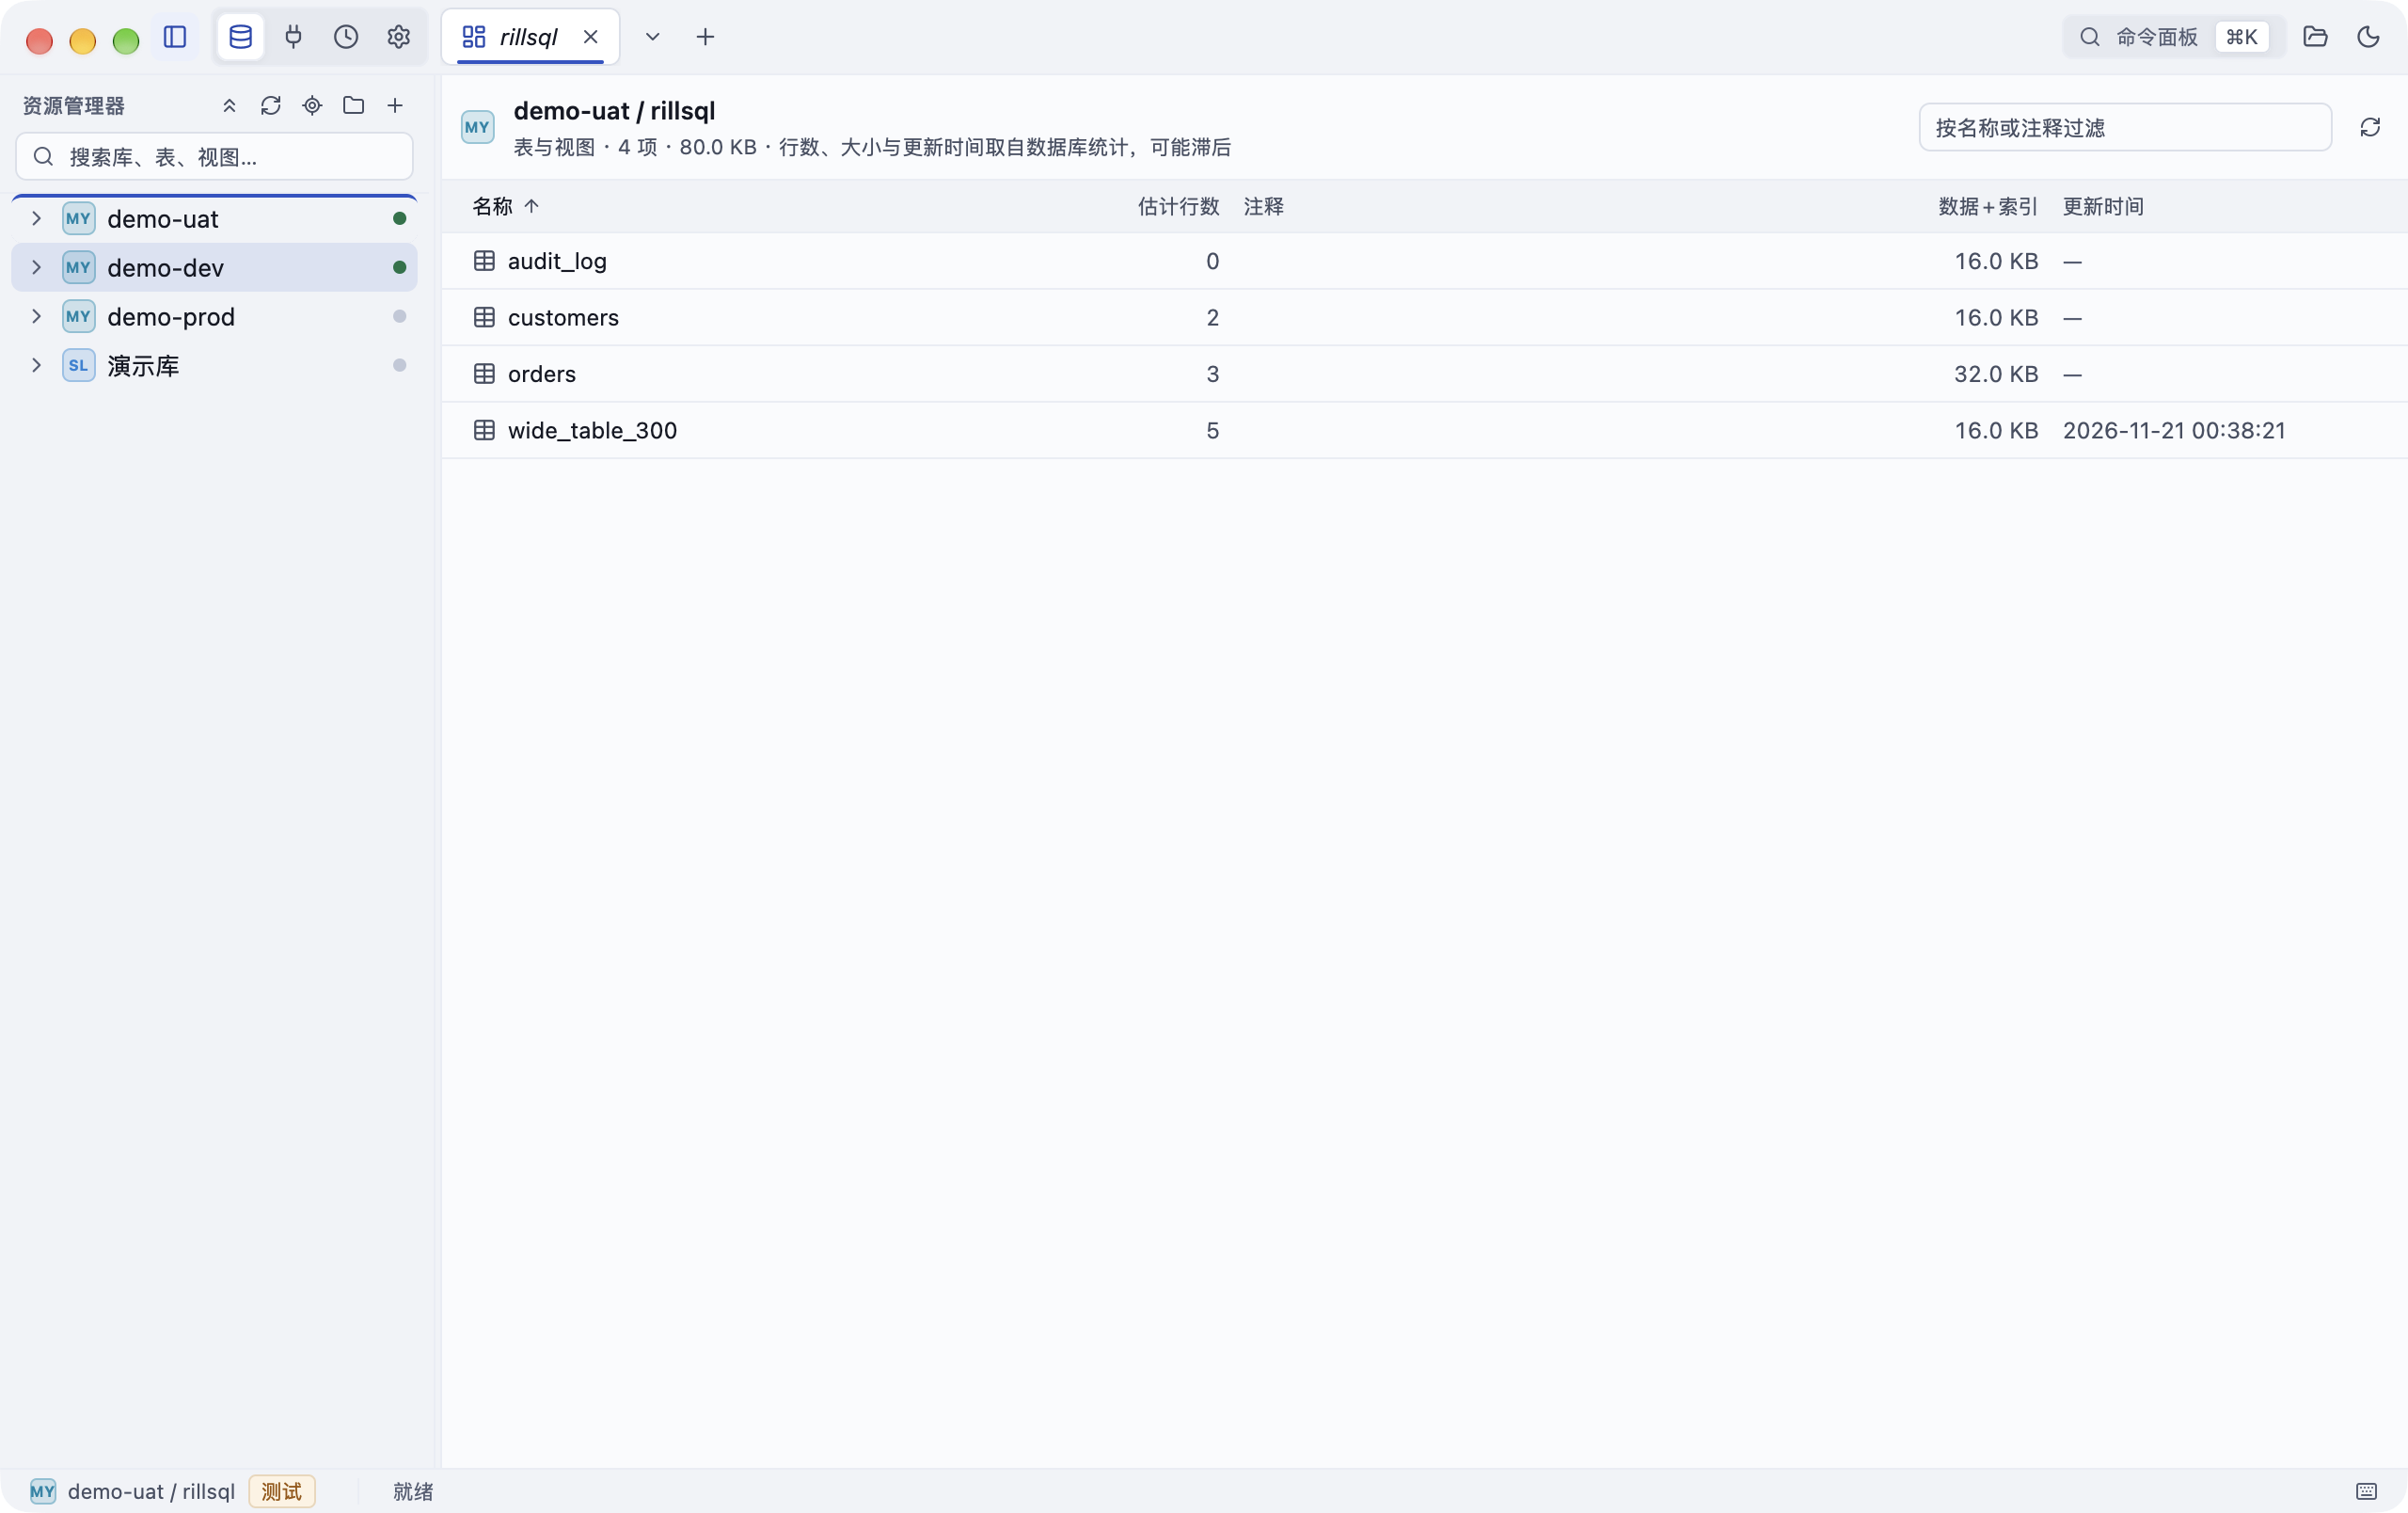 rillsql
命令面板 ⌘K
资源管理器
搜索库、表、视图...
MY demo-uat
MY demo-dev
MY demo-prod
SL 演示库
MY demo-uat / rillsql
表与视图 · 4 项 · 80.0 KB · 行数、大小与更新时间取自数据库统计，可能滞后
按名称或注释过滤
名称 ↑ 估计行数 注释 数据+索引 更新时间
audit_log 0 16.0 KB —
customers 2 16.0 KB —
orders 3 32.0 KB —
wide_table_300 5 16.0 KB 2026-11-21 00:38:21
MY demo-uat / rillsql 测试 就绪